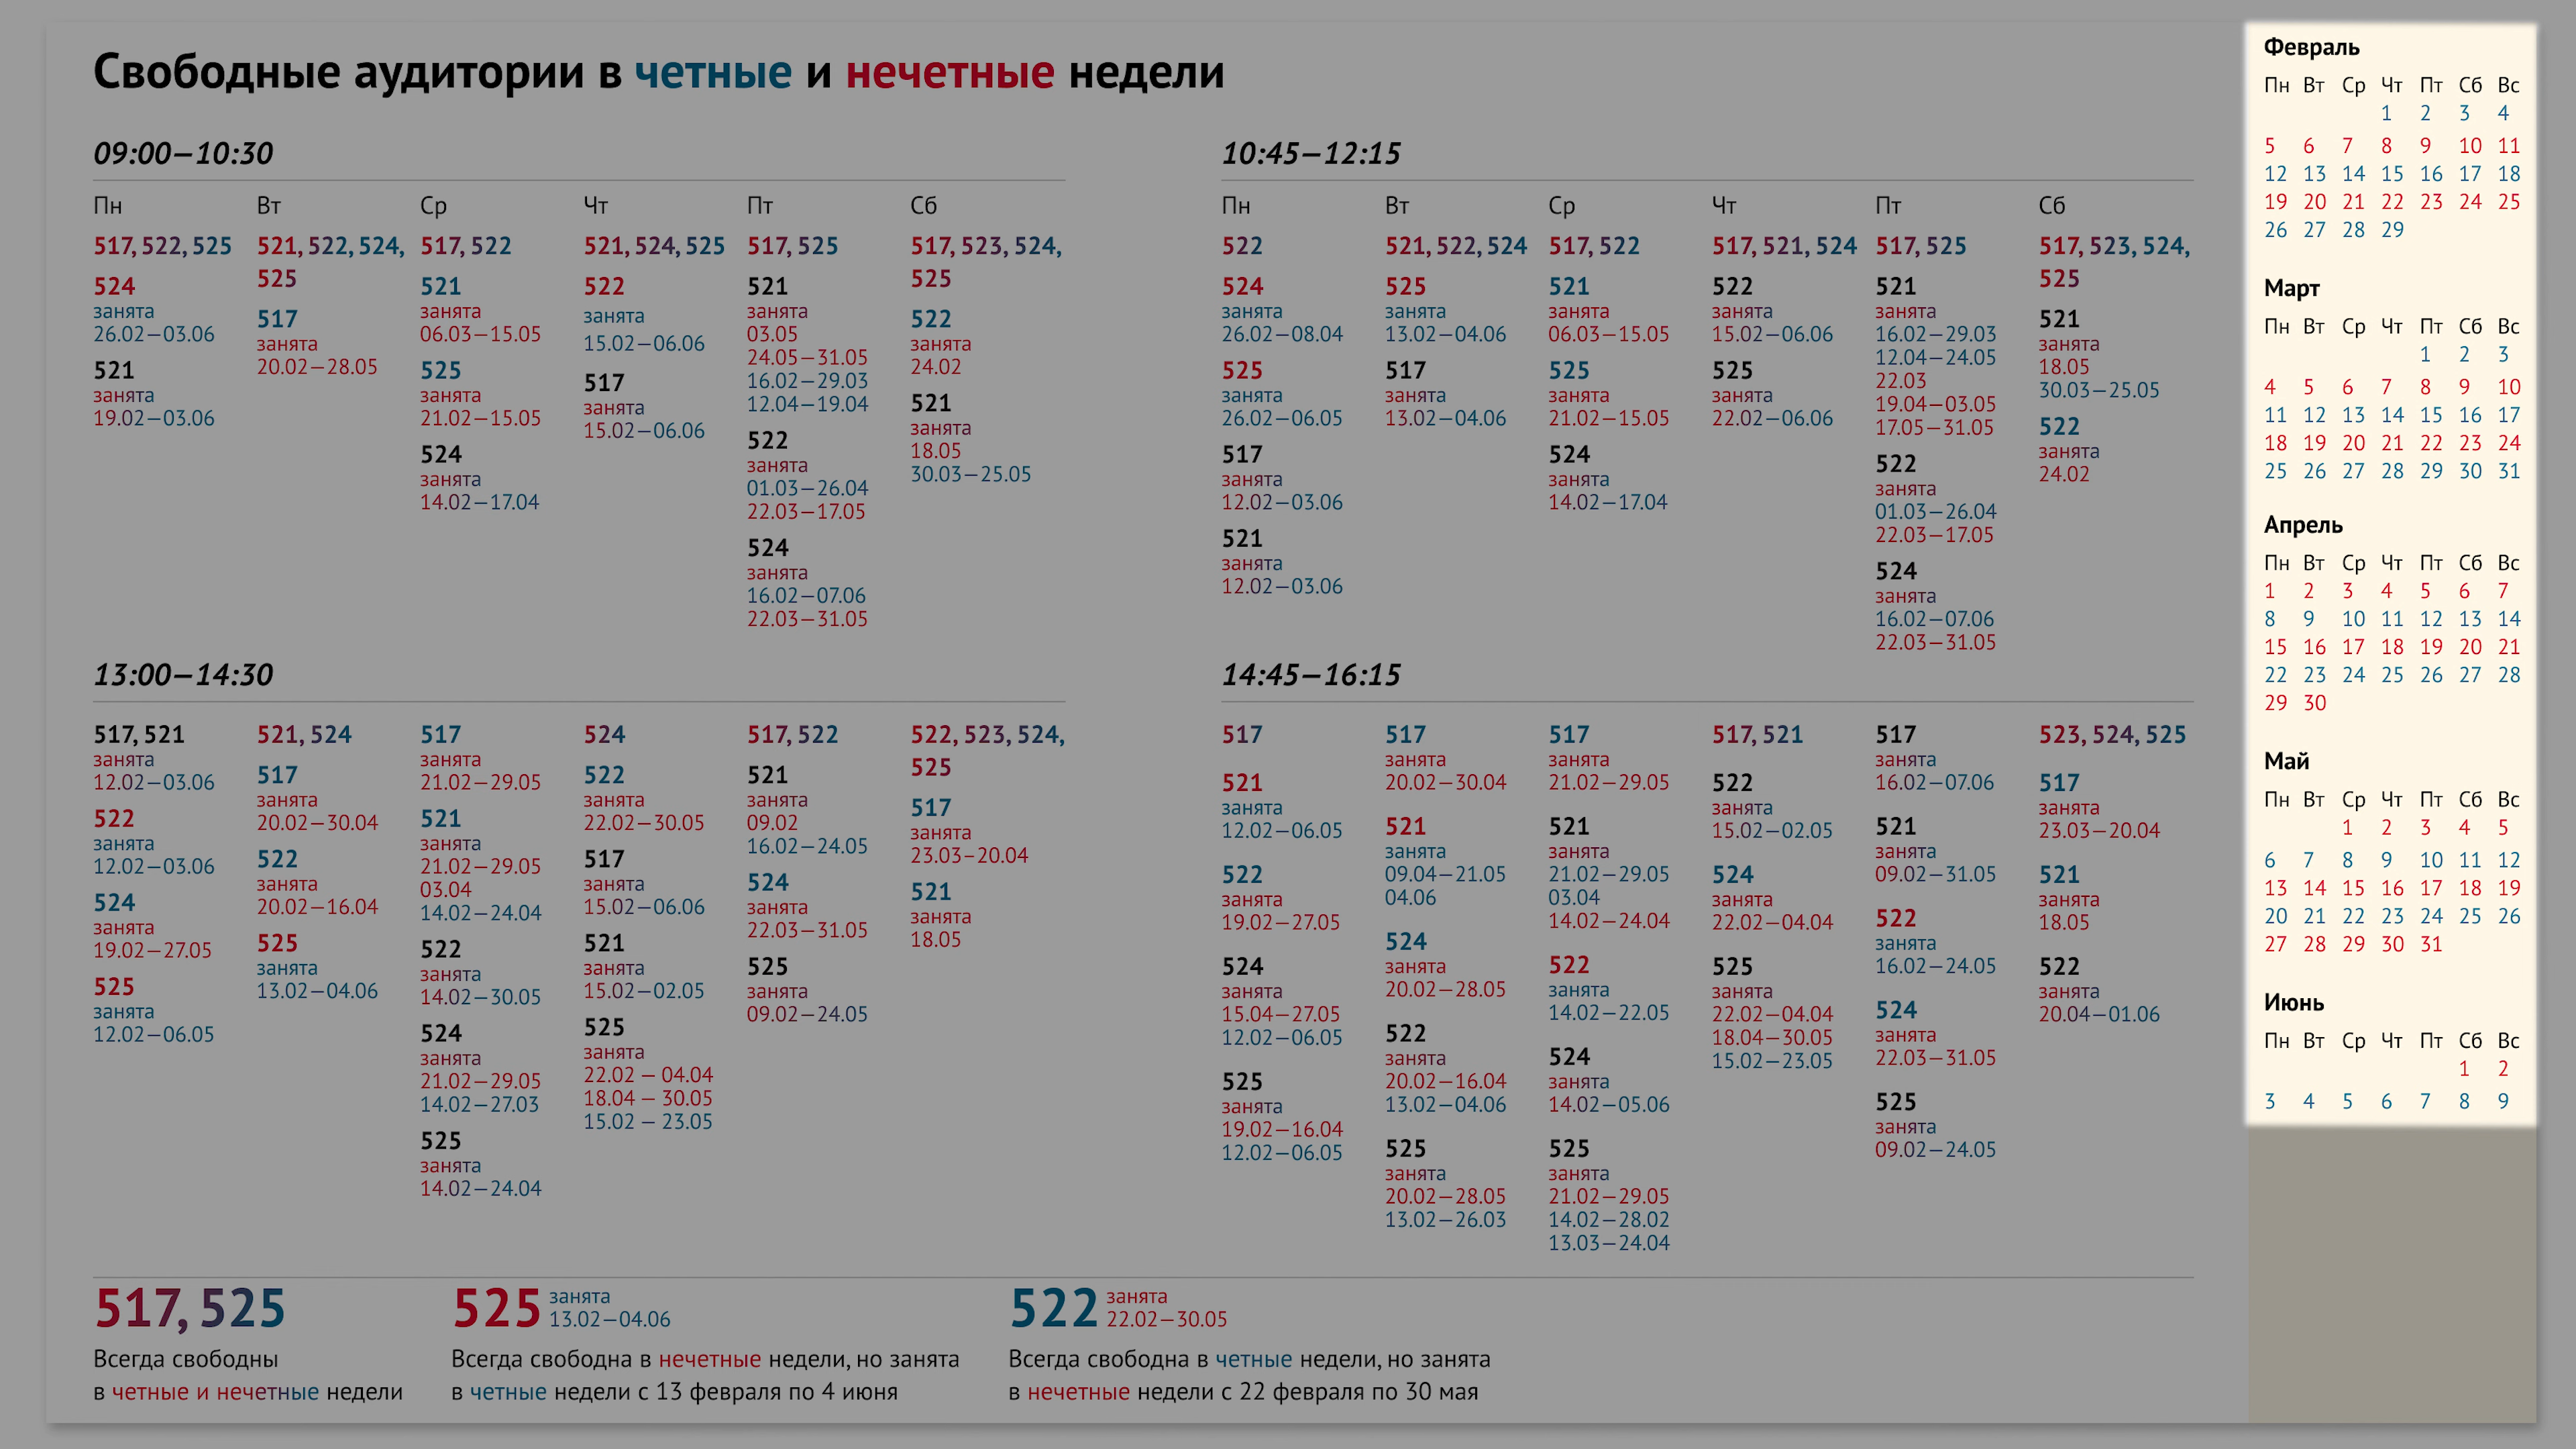 Свободные аудитории в четные и нечетные недели
09:00—10:30
Пн Вт Ср Чт Пт Сб
517, 522, 525
524
занята
26.02—03.06
521
занята
19.02—03.06
521, 522, 524,
525
517
занята
20.02—28.05
517, 522
521
занята
06.03—15.05
525
занята
21.02—15.05
524
занята
14.02—17.04
521, 524, 525
522
занята
15.02—06.06
517
занята
15.02—06.06
517, 525
521
занята
03.05
24.05—31.05
16.02—29.03
12.04—19.04
522
занята
01.03—26.04
22.03—17.05
524
занята
16.02—07.06
22.03—31.05
517, 523, 524,
525
522
занята
24.02
521
занята
18.05
30.03—25.05
10:45—12:15
Пн Вт Ср Чт Пт Сб
522
524
занята
26.02—08.04
525
занята
26.02—06.05
517
занята
12.02—03.06
521
занята
12.02—03.06
521, 522, 524
525
занята
13.02—04.06
517
занята
13.02—04.06
517, 522
521
занята
06.03—15.05
525
занята
21.02—15.05
524
занята
14.02—17.04
517, 521, 524
522
занята
15.02—06.06
525
занята
22.02—06.06
517, 525
521
занята
16.02—29.03
12.04—24.05
22.03
19.04—03.05
17.05—31.05
522
занята
01.03—26.04
22.03—17.05
524
занята
16.02—07.06
22.03—31.05
517, 523, 524,
525
521
занята
18.05
30.03—25.05
522
занята
24.02
13:00—14:30
517, 521
занята
12.02—03.06
522
занята
12.02—03.06
524
занята
19.02—27.05
525
занята
12.02—06.05
521, 524
517
занята
20.02—30.04
522
занята
20.02—16.04
525
занята
13.02—04.06
517
занята
21.02—29.05
521
занята
21.02—29.05
03.04
14.02—24.04
522
занята
14.02—30.05
524
занята
21.02—29.05
14.02—27.03
525
занята
14.02—24.04
524
522
занята
22.02—30.05
517
занята
15.02—06.06
521
занята
15.02—02.05
525
занята
22.02 — 04.04
18.04 — 30.05
15.02 — 23.05
517, 522
521
занята
09.02
16.02—24.05
524
занята
22.03—31.05
525
занята
09.02—24.05
522, 523, 524,
525
517
занята
23.03–20.04
521
занята
18.05
14:45—16:15
517
521
занята
12.02—06.05
522
занята
19.02—27.05
524
занята
15.04—27.05
12.02—06.05
525
занята
19.02—16.04
12.02—06.05
517
занята
20.02—30.04
521
занята
09.04—21.05
04.06
524
занята
20.02—28.05
522
занята
20.02—16.04
13.02—04.06
525
занята
20.02—28.05
13.02—26.03
517
занята
21.02—29.05
521
занята
21.02—29.05
03.04
14.02—24.04
522
занята
14.02—22.05
524
занята
14.02—05.06
525
занята
21.02—29.05
14.02—28.02
13.03—24.04
517, 521
522
занята
15.02—02.05
524
занята
22.02—04.04
525
занята
22.02—04.04
18.04—30.05
15.02—23.05
517
занята
16.02—07.06
521
занята
09.02—31.05
522
занята
16.02—24.05
524
занята
22.03—31.05
525
занята
09.02—24.05
523, 524, 525
517
занята
23.03—20.04
521
занята
18.05
522
занята
20.04—01.06
517, 525
Всегда свободны
в четные и нечетные недели
525 занята
13.02—04.06
Всегда свободна в нечетные недели, но занята
в четные недели с 13 февраля по 4 июня
522 занята
22.02—30.05
Всегда свободна в четные недели, но занята
в нечетные недели с 22 февраля по 30 мая
Февраль
Пн Вт Ср Чт Пт Сб Вс
1 2 3 4
5 6 7 8 9 10 11
12 13 14 15 16 17 18
19 20 21 22 23 24 25
26 27 28 29
Март
Пн Вт Ср Чт Пт Сб Вс
1 2 3
4 5 6 7 8 9 10
11 12 13 14 15 16 17
18 19 20 21 22 23 24
25 26 27 28 29 30 31
Апрель
Пн Вт Ср Чт Пт Сб Вс
1 2 3 4 5 6 7
8 9 10 11 12 13 14
15 16 17 18 19 20 21
22 23 24 25 26 27 28
29 30
Май
Пн Вт Ср Чт Пт Сб Вс
1 2 3 4 5
6 7 8 9 10 11 12
13 14 15 16 17 18 19
20 21 22 23 24 25 26
27 28 29 30 31
Июнь
Пн Вт Ср Чт Пт Сб Вс
1 2
3 4 5 6 7 8 9